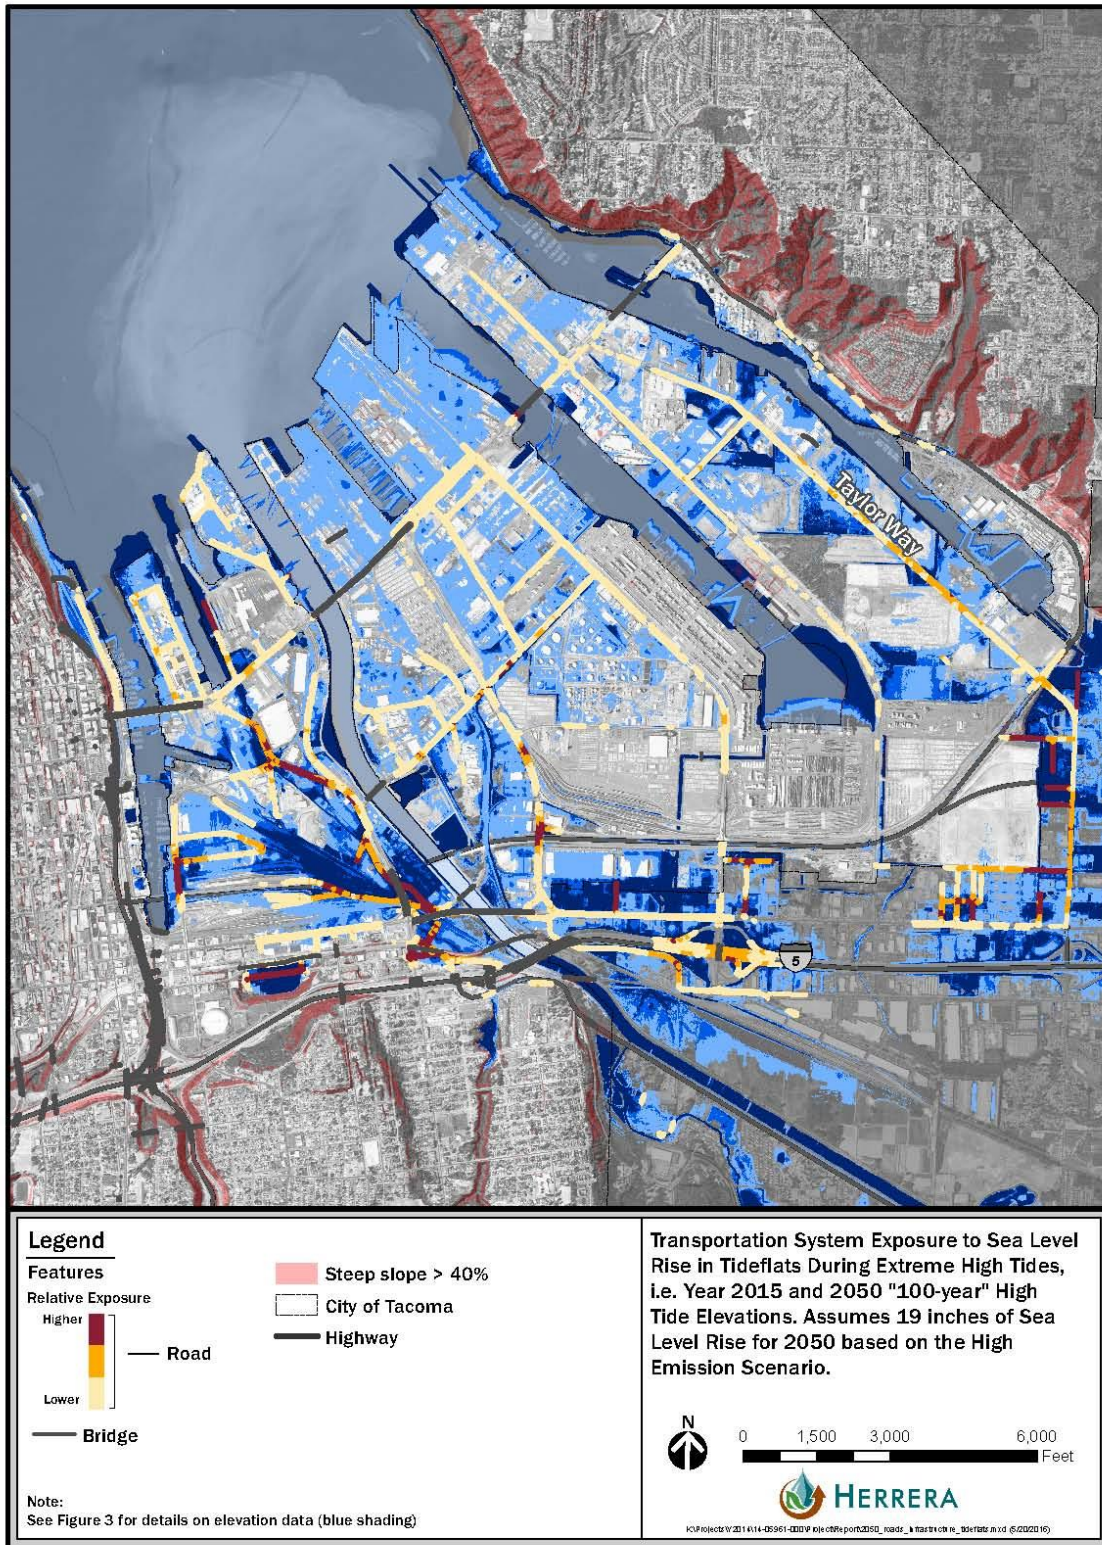 Taylor Way
5
Legend
Features
Relative Exposure
Higher
Road
Lower
Bridge
Steep slope > 40%
City of Tacoma
Highway
Note:
See Figure 3 for details on elevation data (blue shading)
Transportation System Exposure to Sea Level
Rise in Tideflats During Extreme High Tides,
i.e. Year 2015 and 2050 "100-year" High
Tide Elevations. Assumes 19 inches of Sea
Level Rise for 2050 based on the High
Emission Scenario.
N
0 1,500 3,000 6,000
Feet
HERRERA